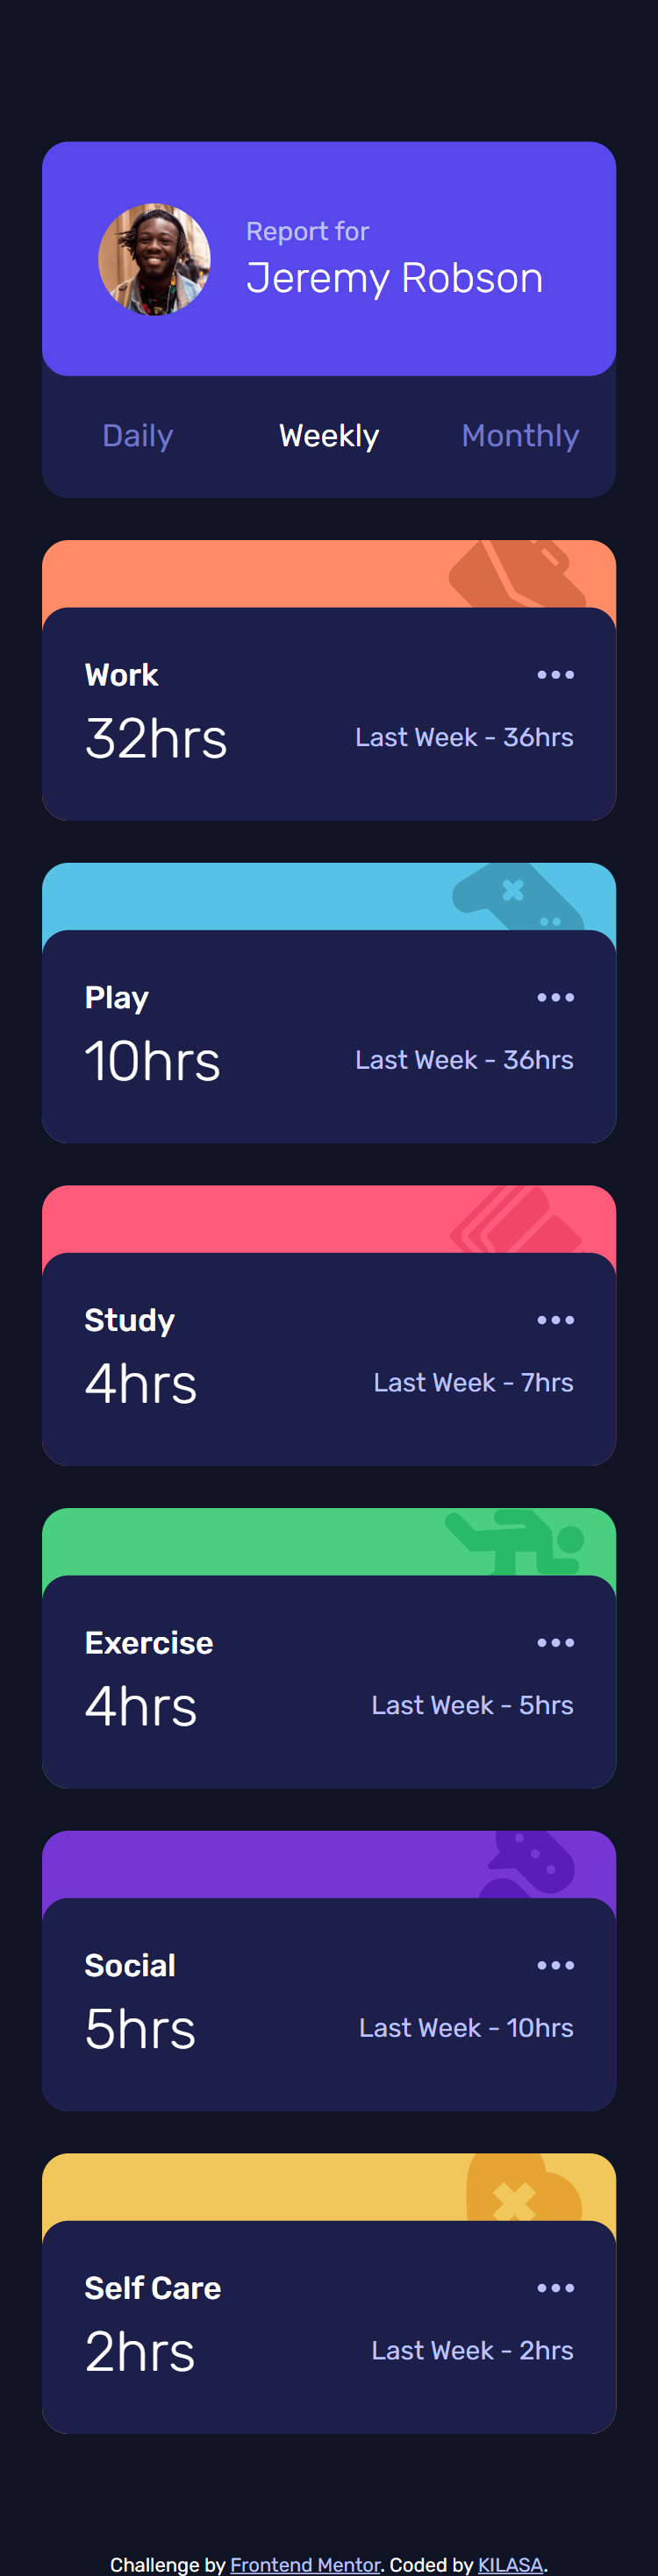 Report for
Jeremy Robson
Daily Weekly Monthly
Work
32hrs Last Week - 36hrs
Play
10hrs Last Week - 36hrs
Study
4hrs Last Week - 7hrs
Exercise
4hrs Last Week - 5hrs
Social
5hrs Last Week - 10hrs
Self Care
2hrs Last Week - 2hrs
Challenge by Frontend Mentor. Coded by KILASA.